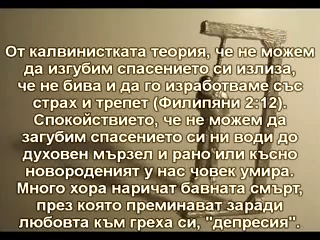 От калвинистката теория, че не можем
да изгубим спасението си излиза,
че не бива и да го изработваме със
страх и трепет (Филипяни 2:12).
Спокойствието, че не можем да
загубим спасението си ни води до
духовен мързел и рано или късно
новороденият у нас човек умира.
Много хора наричат бавната смърт,
през която преминават заради
любовта към греха си, "депресия".